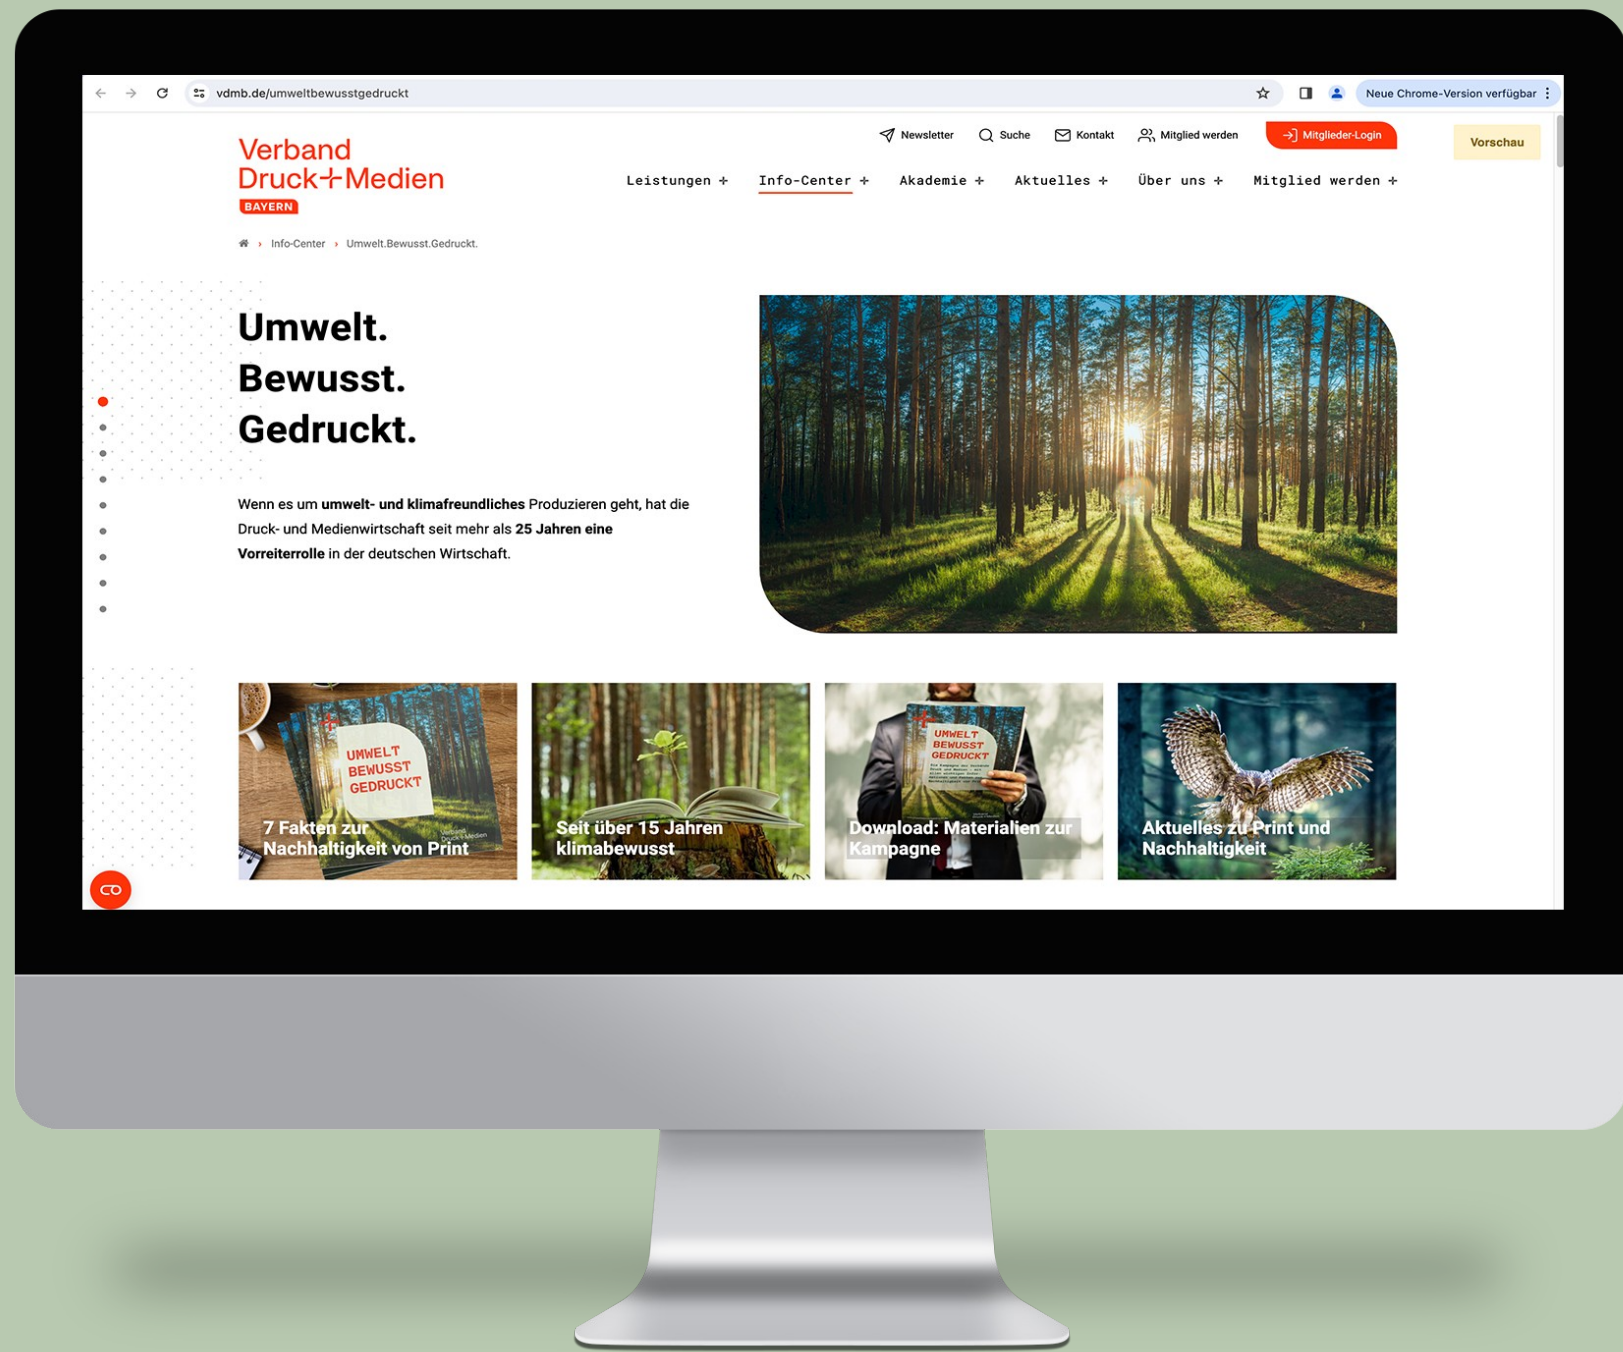 vdmb.de/umweltbewusstgedruckt
Neue Chrome-Version verfügbar
Newsletter
Suche
Kontakt
Mitglied werden
Mitglieder-Login
Vorschau
Verband
Druck+Medien
BAYERN
Leistungen +
Info-Center +
Akademie +
Aktuelles +
Über uns +
Mitglied werden +
Info-Center › Umwelt.Bewusst.Gedruckt.
Umwelt.
Bewusst.
Gedruckt.
Wenn es um umwelt- und klimafreundliches Produzieren geht, hat die
Druck- und Medienwirtschaft seit mehr als 25 Jahren eine
Vorreiterrolle in der deutschen Wirtschaft.
UMWELT
BEWUSST
GEDRUCKT
Verband
Druck+Medien
7 Fakten zur
Nachhaltigkeit von Print
Seit über 15 Jahren
klimabewusst
UMWELT
BEWUSST
GEDRUCKT
Download: Materialien zur
Kampagne
Aktuelles zu Print und
Nachhaltigkeit